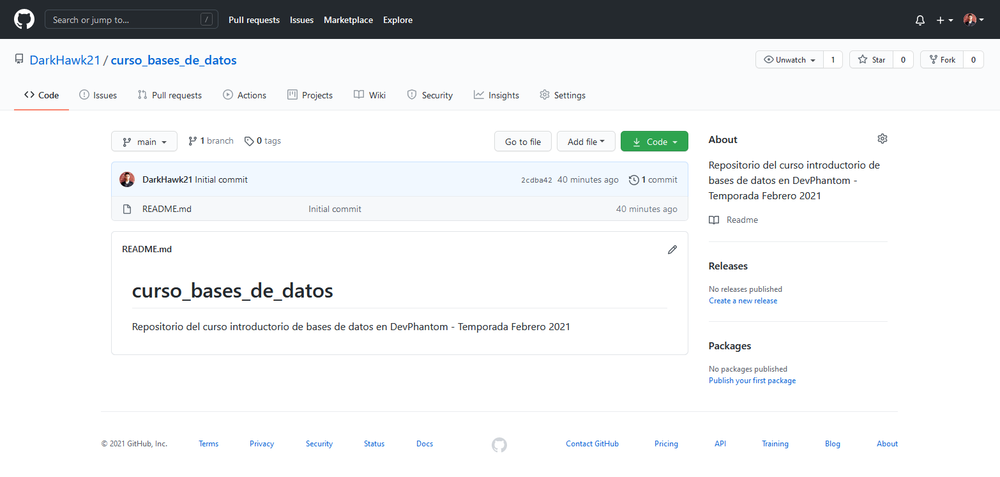 Search or jump to... /
Pull requests Issues Marketplace Explore
DarkHawk21 / curso_bases_de_datos
Unwatch 1 Star 0 Fork 0
Code Issues Pull requests Actions Projects Wiki Security Insights Settings
main 1 branch 0 tags
Go to file Add file Code
DarkHawk21 Initial commit 2cdba42 40 minutes ago 1 commit
README.md Initial commit 40 minutes ago
README.md
curso_bases_de_datos
Repositorio del curso introductorio de bases de datos en DevPhantom - Temporada Febrero 2021
About
Repositorio del curso introductorio de
bases de datos en DevPhantom -
Temporada Febrero 2021
Readme
Releases
No releases published
Create a new release
Packages
No packages published
Publish your first package
© 2021 GitHub, Inc. Terms Privacy Security Status Docs Contact GitHub Pricing API Training Blog About